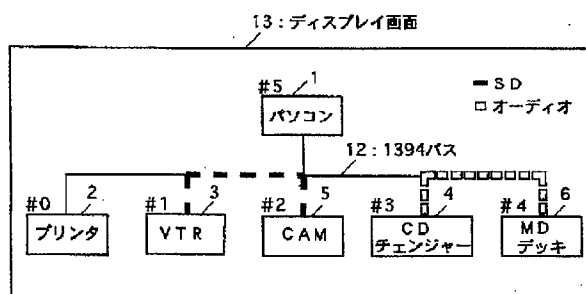 13:ディスプレイ画面
#5 1
パソコン
SD
オーディオ
12:1394バス
#0 2
プリンタ
#1 3
VTR
#2 5
CAM
#3 4
CD
チェンジャー
#4 6
MD
デッキ